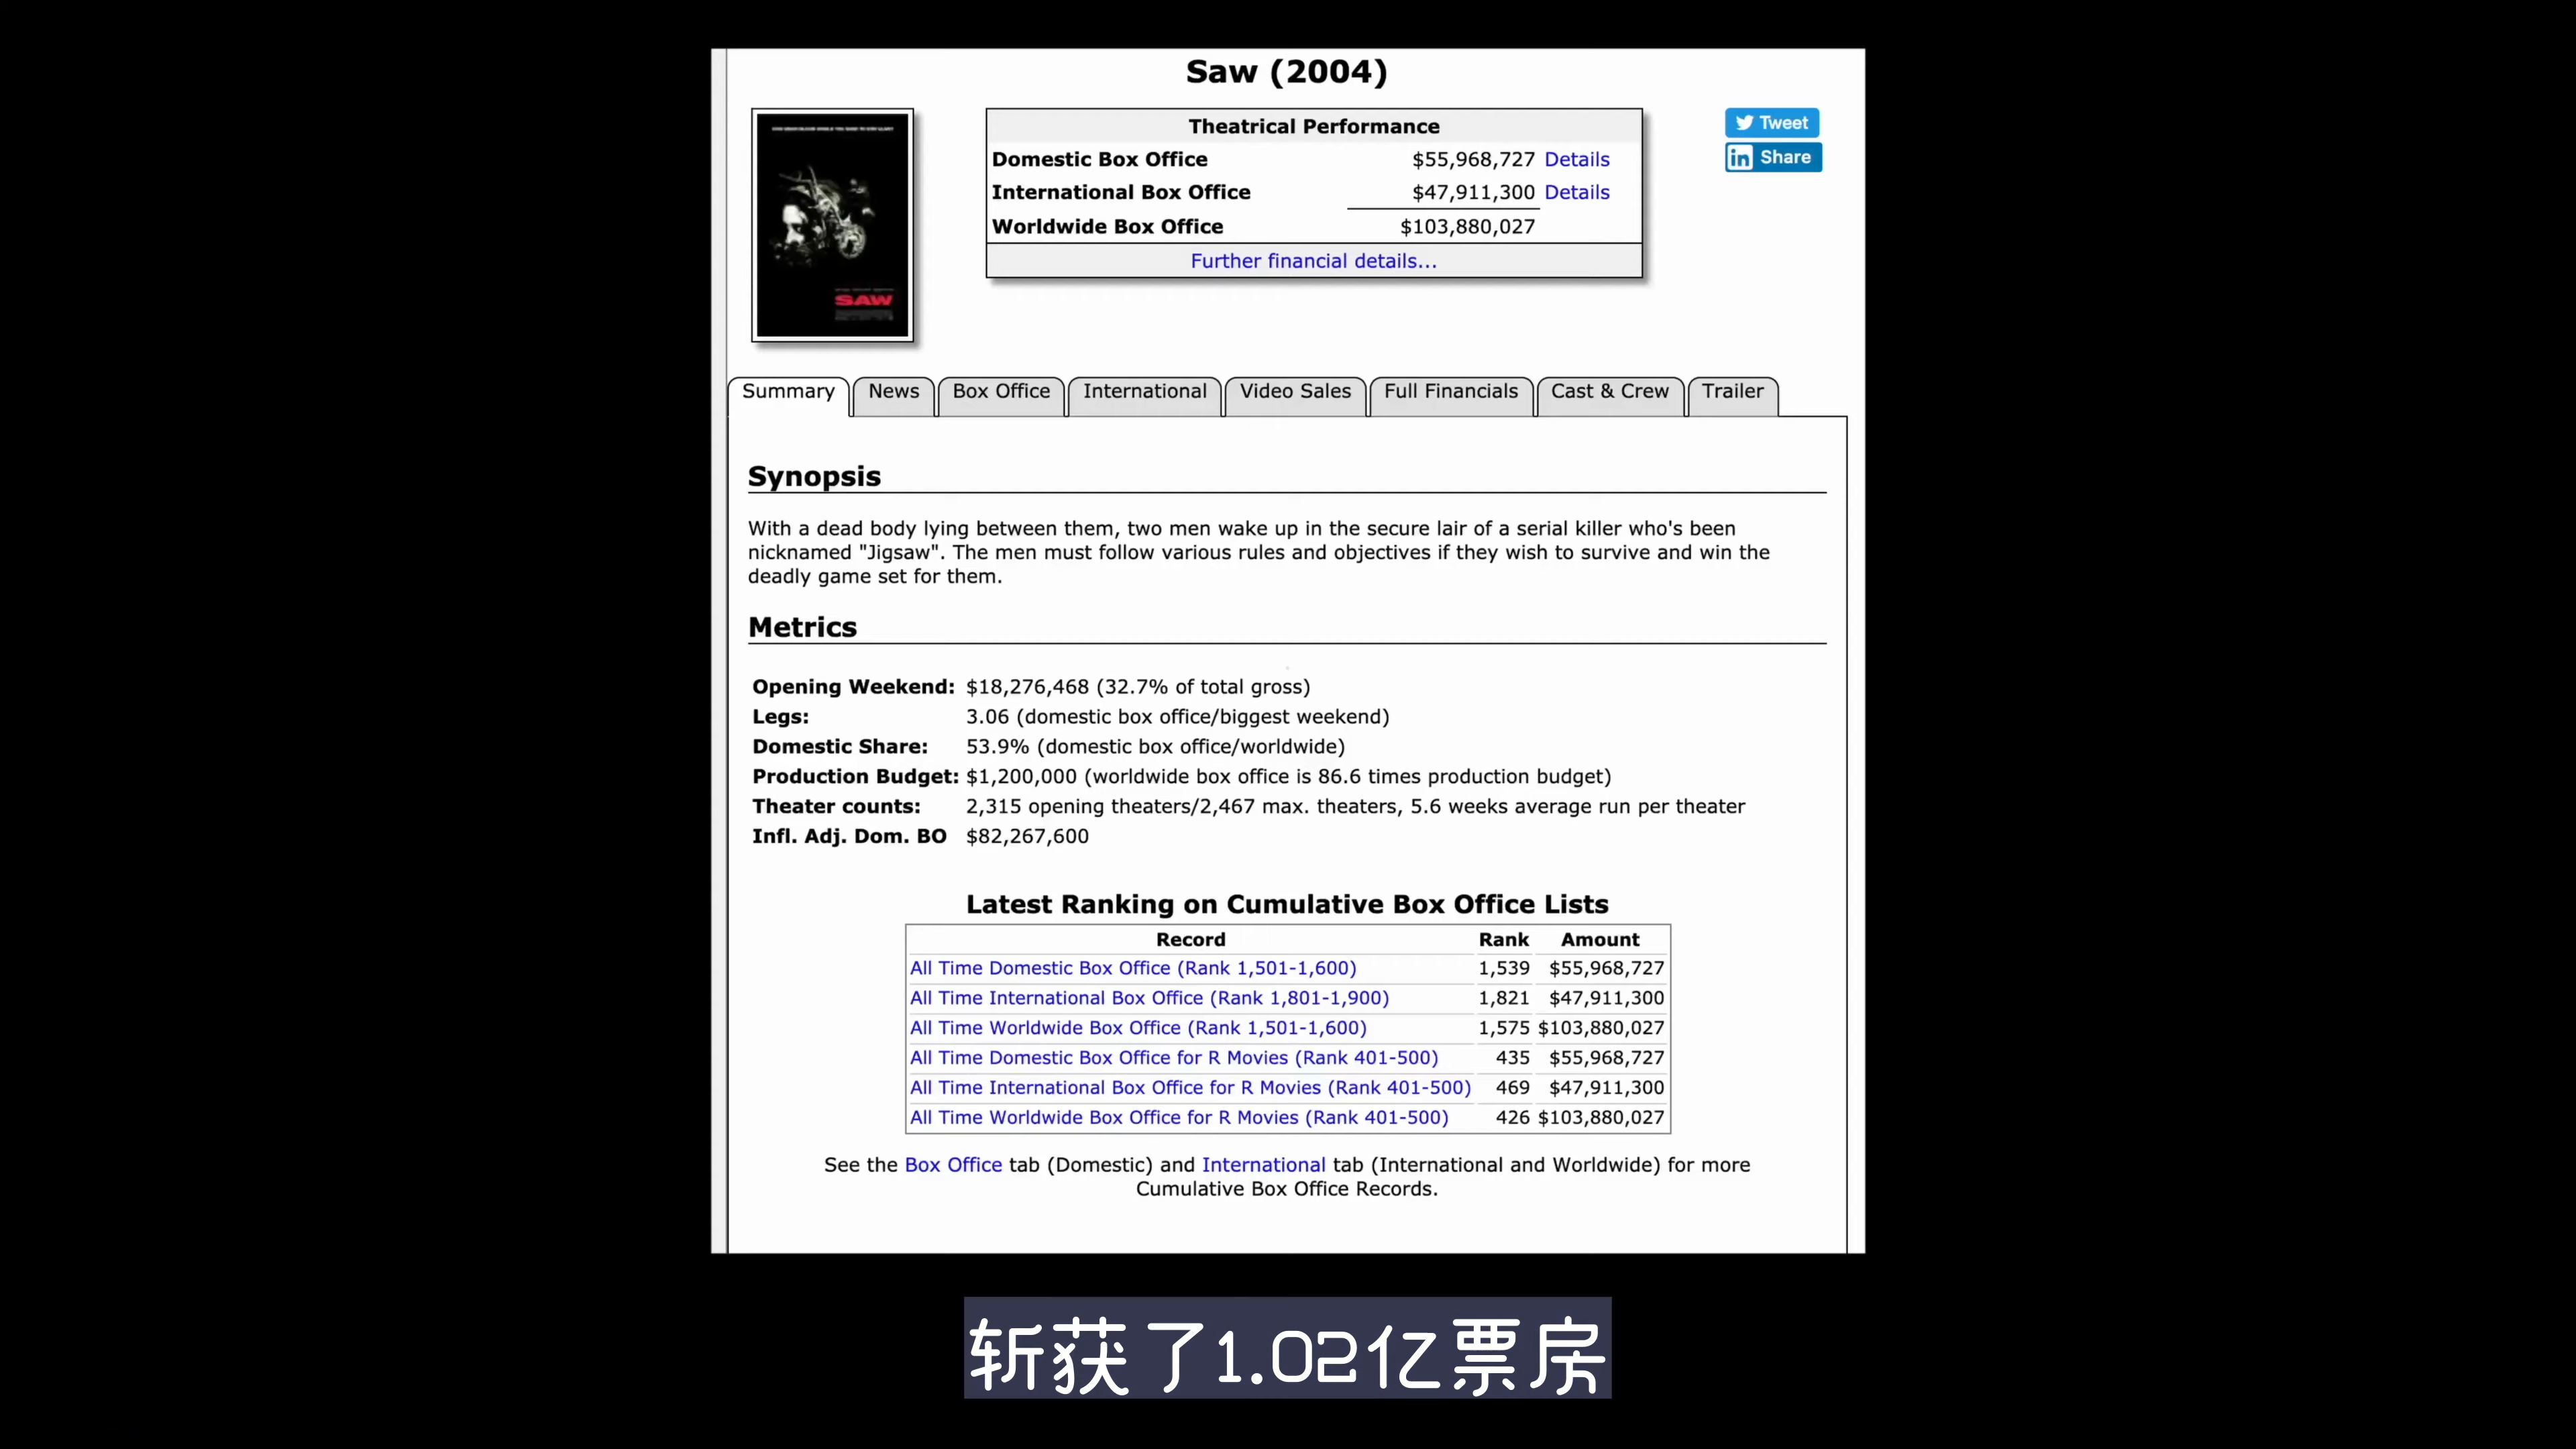 Saw (2004)
SAW
Theatrical Performance
Domestic Box Office $55,968,727 Details
International Box Office $47,911,300 Details
Worldwide Box Office $103,880,027
Further financial details...
Tweet
in Share
Summary News Box Office International Video Sales Full Financials Cast & Crew Trailer
Synopsis
With a dead body lying between them, two men wake up in the secure lair of a serial killer who's been
nicknamed "Jigsaw". The men must follow various rules and objectives if they wish to survive and win the
deadly game set for them.
Metrics
Opening Weekend: $18,276,468 (32.7% of total gross)
Legs: 3.06 (domestic box office/biggest weekend)
Domestic Share: 53.9% (domestic box office/worldwide)
Production Budget: $1,200,000 (worldwide box office is 86.6 times production budget)
Theater counts: 2,315 opening theaters/2,467 max. theaters, 5.6 weeks average run per theater
Infl. Adj. Dom. BO $82,267,600
Latest Ranking on Cumulative Box Office Lists
Record Rank Amount
All Time Domestic Box Office (Rank 1,501-1,600) 1,539 $55,968,727
All Time International Box Office (Rank 1,801-1,900) 1,821 $47,911,300
All Time Worldwide Box Office (Rank 1,501-1,600) 1,575 $103,880,027
All Time Domestic Box Office for R Movies (Rank 401-500) 435 $55,968,727
All Time International Box Office for R Movies (Rank 401-500) 469 $47,911,300
All Time Worldwide Box Office for R Movies (Rank 401-500) 426 $103,880,027
See the Box Office tab (Domestic) and International tab (International and Worldwide) for more
Cumulative Box Office Records.
斩获了1.02亿票房